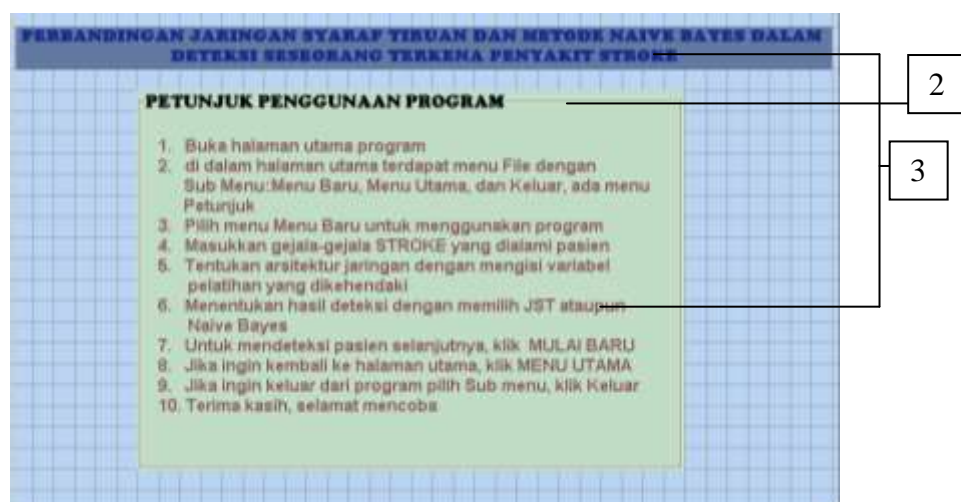 PERBANDINGAN JARINGAN SYARAF TIRUAN DAN METODE NAIVE BAYES DALAM
DETEKSI SESEORANG TERKENA PENYAKIT STROKE
2
PETUNJUK PENGGUNAAN PROGRAM
1. Buka halaman utama program
2. di dalam halaman utama terdapat menu File dengan
Sub Menu:Menu Baru, Menu Utama, dan Keluar, ada menu
Petunjuk
3
3. Pilih menu Menu Baru untuk menggunakan program
4. Masukkan gejala-gejala STROKE yang dialami pasien
5. Tentukan arsitektur jaringan dengan mengisi variabel
pelatihan yang dikehendaki
6. Menentukan hasil deteksi dengan memilih JST ataupun
Naive Bayes
7. Untuk mendeteksi pasien selanjutnya, klik MULAI BARU
8. Jika ingin kembali ke halaman utama, klik MENU UTAMA
9. Jika ingin keluar dari program pilih Sub menu, klik Keluar
10. Terima kasih, selamat mencoba